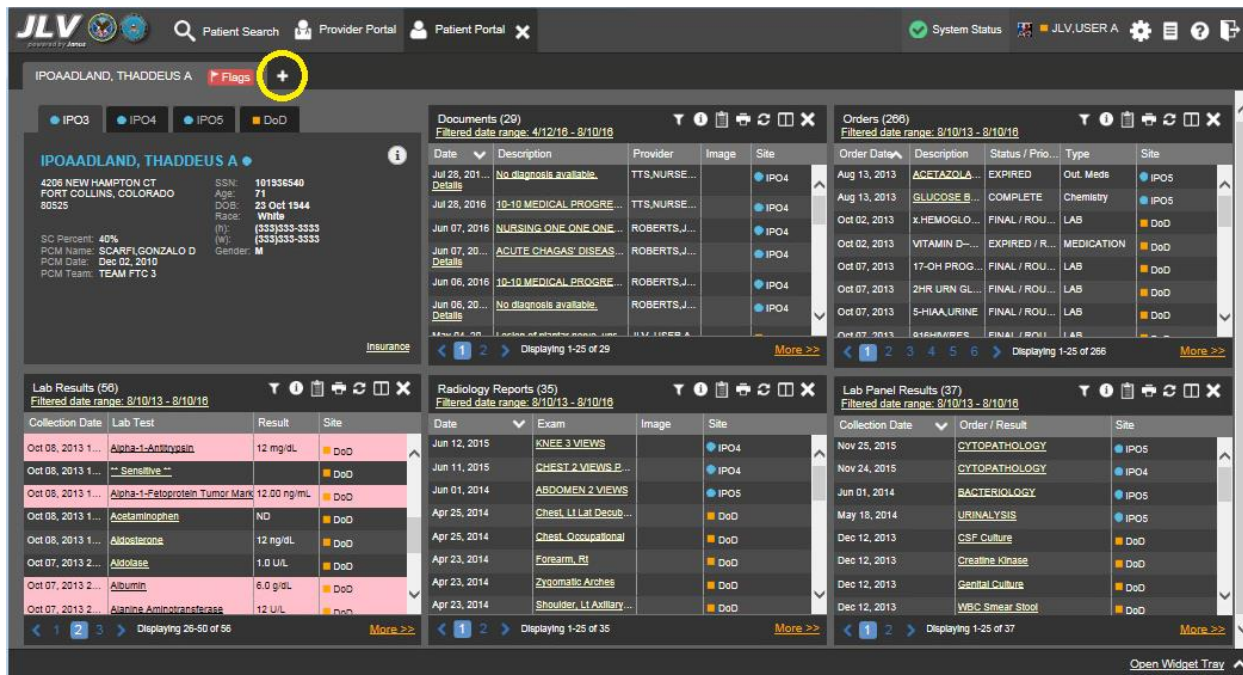 JLV
powered by Janus
Patient Search
Provider Portal
Patient Portal
System Status
JLV,USER A
IPOAADLAND, THADDEUS A
Flags
IPO3 IPO4 IPO5 DoD
IPOAADLAND, THADDEUS A
4206 NEW HAMPTON CT
FORT COLLINS, COLORADO
80525
SSN: 101936540
Age: 71
DOB: 23 Oct 1944
Race: White
(h): (333)333-3333
(w): (333)333-3333
Gender: M
SC Percent: 40%
PCM Name: SCARFI,GONZALO D
PCM Date: Dec 02, 2010
PCM Team: TEAM FTC 3
Insurance
Documents (29)
Filtered date range: 4/12/16 - 8/10/16
Date Description Provider Image Site
Jul 28, 201... No diagnosis available. TTS,NURSE... IPO4
Details
Jul 28, 2016 10-10 MEDICAL PROGRE... TTS,NURSE... IPO4
Jun 07, 2016 NURSING ONE ONE ONE... ROBERTS,J... IPO4
Jun 07, 20... ACUTE CHAGAS' DISEAS... ROBERTS,J... IPO4
Details
Jun 06, 2016 10-10 MEDICAL PROGRE... ROBERTS,J... IPO4
Jun 06, 20... No diagnosis available. ROBERTS,J... IPO4
Details
Displaying 1-25 of 29
1 2
More >>
Orders (266)
Filtered date range: 8/10/13 - 8/10/16
Order Date Description Status / Prio... Type Site
Aug 13, 2013 ACETAZOLA... EXPIRED Out. Meds IPO5
Aug 13, 2013 GLUCOSE B... COMPLETE Chemistry IPO5
Oct 02, 2013 x.HEMOGLO... FINAL / ROU... LAB DoD
Oct 02, 2013 VITAMIN D--... EXPIRED / R... MEDICATION DoD
Oct 07, 2013 17-OH PROG... FINAL / ROU... LAB DoD
Oct 07, 2013 2HR URN GL... FINAL / ROU... LAB DoD
Oct 07, 2013 5-HIAA,URINE FINAL / ROU... LAB DoD
1 2 3 4 5 6
Displaying 1-25 of 266
More >>
Lab Results (56)
Filtered date range: 8/10/13 - 8/10/16
Collection Date Lab Test Result Site
Oct 08, 2013 1... Alpha-1-Antitrypsin 12 mg/dL DoD
Oct 08, 2013 1... ** Sensitive ** DoD
Oct 08, 2013 1... Alpha-1-Fetoprotein Tumor Mark 12.00 ng/mL DoD
Oct 08, 2013 1... Acetaminophen ND DoD
Oct 08, 2013 1... Aldosterone 12 ng/dL DoD
Oct 07, 2013 2... Aldolase 1.0 U/L DoD
Oct 07, 2013 2... Albumin 6.0 g/dL DoD
Oct 07, 2013 2... Alanine Aminotransferase 12 U/L DoD
1 2 3
Displaying 26-50 of 56
More >>
Radiology Reports (35)
Filtered date range: 8/10/13 - 8/10/16
Date Exam Image Site
Jun 12, 2015 KNEE 3 VIEWS IPO4
Jun 11, 2015 CHEST 2 VIEWS P... IPO4
Jun 01, 2014 ABDOMEN 2 VIEWS IPO5
Apr 25, 2014 Chest, Lt Lat Decub... DoD
Apr 25, 2014 Chest, Occupational DoD
Apr 23, 2014 Forearm, Rt DoD
Apr 23, 2014 Zygomatic Arches DoD
Apr 23, 2014 Shoulder, Lt Axillary... DoD
1 2
Displaying 1-25 of 35
More >>
Lab Panel Results (37)
Filtered date range: 8/10/13 - 8/10/16
Collection Date Order / Result Site
Nov 25, 2015 CYTOPATHOLOGY IPO5
Nov 24, 2015 CYTOPATHOLOGY IPO4
Jun 01, 2014 BACTERIOLOGY IPO5
May 18, 2014 URINALYSIS IPO5
Dec 12, 2013 CSF Culture DoD
Dec 12, 2013 Creatine Kinase DoD
Dec 12, 2013 Genital Culture DoD
Dec 12, 2013 WBC Smear Stool DoD
1 2
Displaying 1-25 of 37
More >>
Open Widget Tray